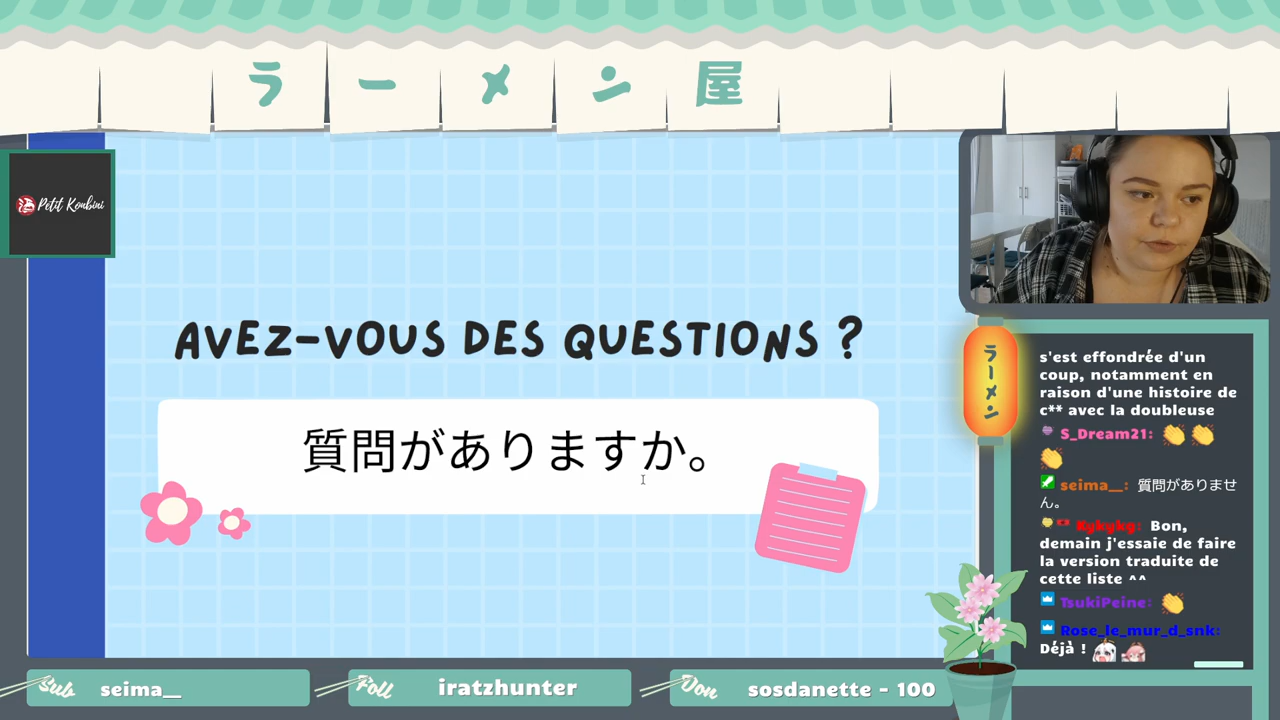 ラーメン屋
Petit Konbini
AVEZ-VOUS DES QUESTIONS ?
質問がありますか。
ラーメン
s'est effondrée d'un
coup, notamment en
raison d'une histoire de
c** avec la doubleuse
S_Dream21:
seima__: 質問がありませ
ん。
Kykykg: Bon,
demain j'essaie de faire
la version traduite de
cette liste ^^
TsukiPeine:
Rose_le_mur_d_snk:
Déjà !
Sub seima__
Foll iratzhunter
Don sosdanette - 100